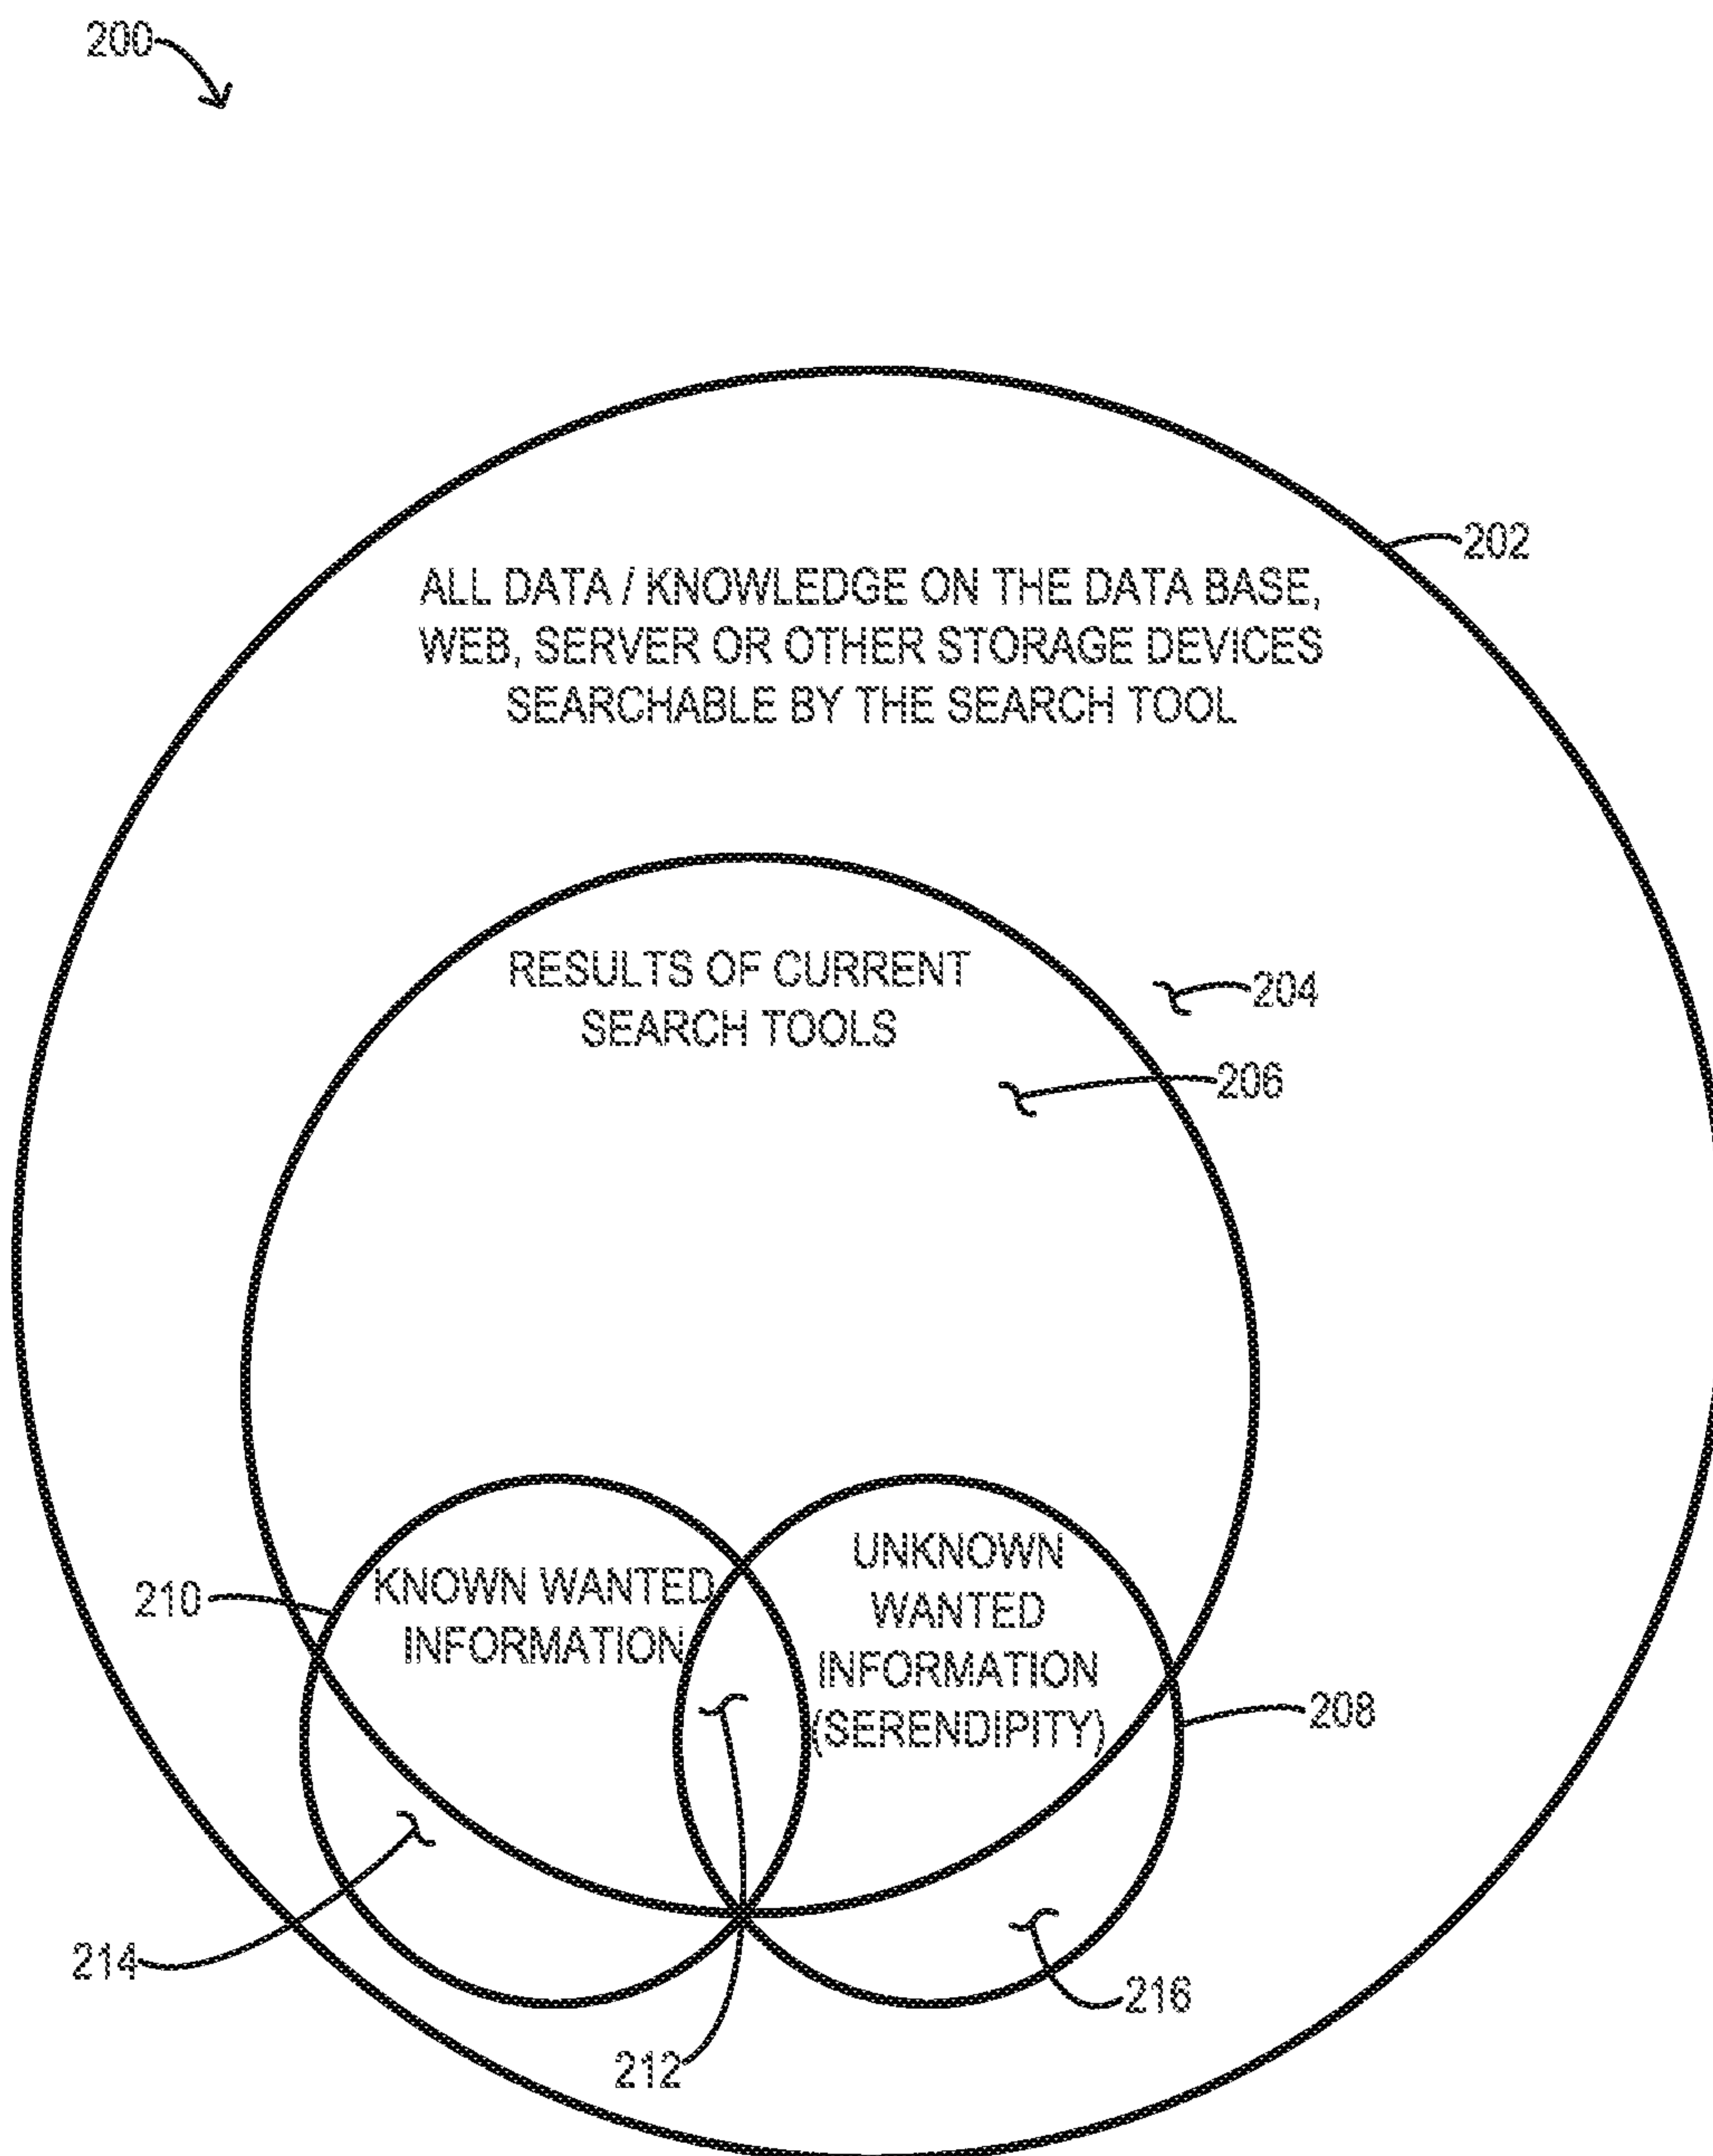 200
202
ALL DATA / KNOWLEDGE ON THE DATA BASE,
WEB, SERVER OR OTHER STORAGE DEVICES
SEARCHABLE BY THE SEARCH TOOL
RESULTS OF CURRENT
SEARCH TOOLS
204
206
KNOWN WANTED
INFORMATION
UNKNOWN
WANTED
INFORMATION
(SERENDIPITY)
210
208
214
216
212